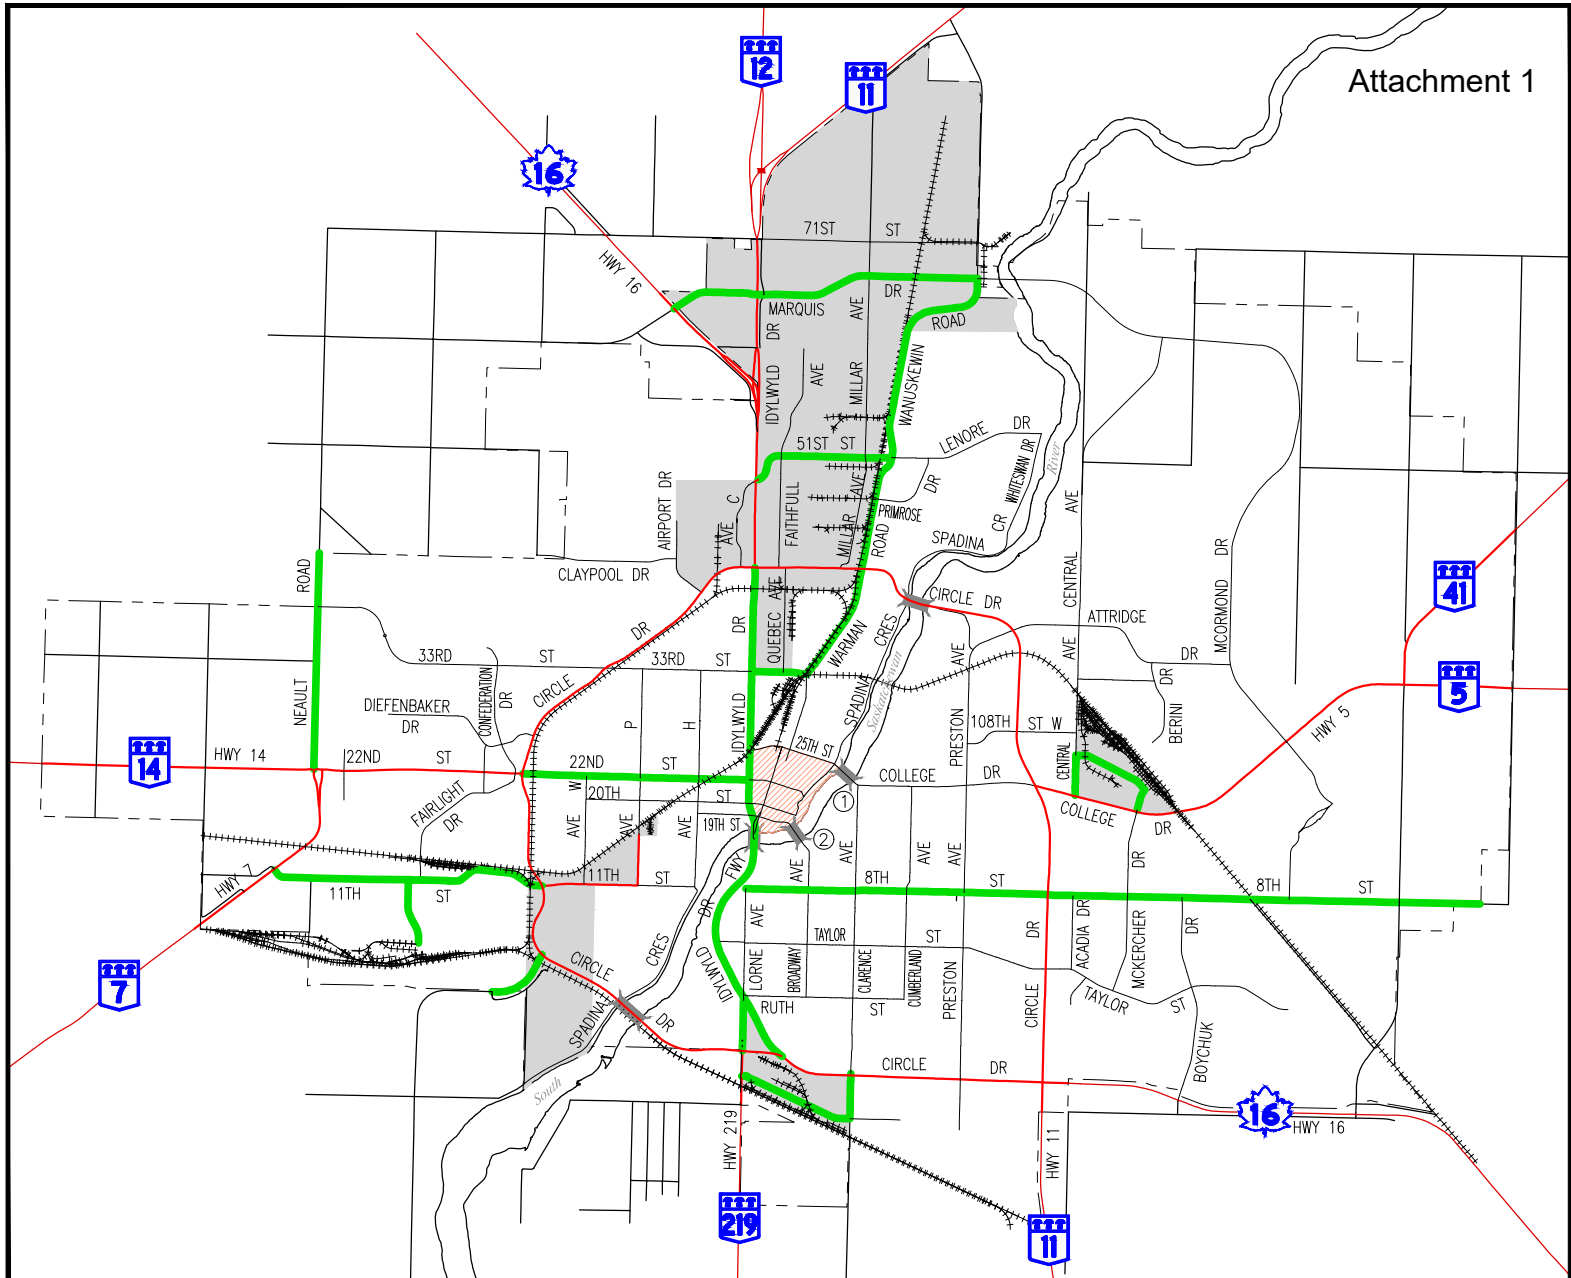 Attachment 1
12
11
16
71ST ST
HWY 16
MARQUIS DR
ROAD
IDYLWYLD DR
AVE
MILLAR AVE
WANUSKEWIN
51ST ST
LENORE DR
WHITESWAN DR
River
AIRPORT DR
AVE C
FAITHFULL
MILLAR AVE
PRIMROSE DR
ROAD
SPADINA CR
CENTRAL AVE
MCORMOND DR
CLAYPOOL DR
41
NEAULT ROAD
QUEBEC AVE
WARMAN
SPADINA CRES
Saskatchewan
CIRCLE DR
ATTRIDGE DR
33RD ST
33RD ST
CIRCLE DR
CONFEDERATION DR
DIEFENBAKER DR
IDYLWYLD DR
P
H
PRESTON AVE
108TH ST W
CENTRAL AVE
BERINI DR
5
HWY 5
14
HWY 14
22ND ST
22ND ST
25TH ST
COLLEGE DR
CENTRAL
COLLEGE DR
1
FAIRLIGHT DR
20TH ST
AVE W
AVE
AVE
19TH ST
2
FWY
AVE
AVE
AVE
AVE
HWY 7
11TH ST
11TH ST
8TH ST
8TH ST
7
CIRCLE DR
SPADINA CRES
DR
IDYLWYLD
LORNE AVE
BROADWAY
TAYLOR ST
CLARENCE
CUMBERLAND
PRESTON
CIRCLE DR
ACADIA DR
MCKERCHER DR
TAYLOR ST
BOYCHUK DR
RUTH ST
CIRCLE DR
South
HWY 219
HWY 11
16
HWY 16
219
11